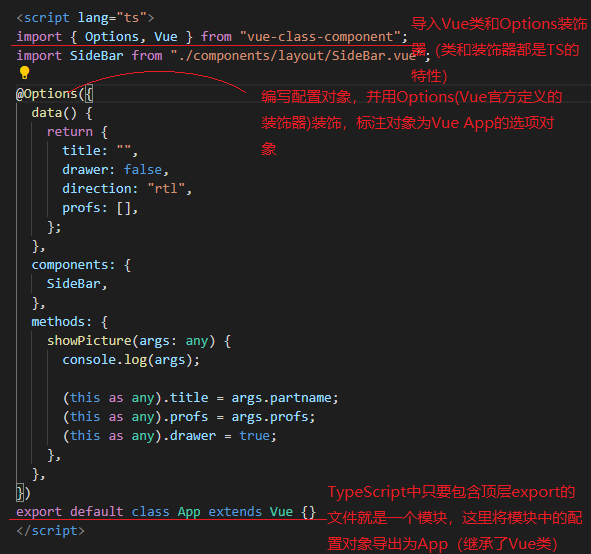 <script lang="ts">
导入Vue类和Options装饰
import { Options, Vue } from "vue-class-component";
器（类和装饰器都是TS的
import SideBar from "./components/layout/SideBar.vue";
特性）
@Options({
编写配置对象，并用Options(Vue官方定义的
data() {
装饰器)装饰，标注对象为Vue App的选项对
return {
象
title: "",
drawer: false,
direction: "rtl",
profs: [],
};
},
components: {
SideBar,
},
methods: {
showPicture(args: any) {
console.log(args);
(this as any).title = args.partname;
(this as any).profs = args.profs;
(this as any).drawer = true;
},
},
})
TypeScript中只要包含顶层export的
export default class App extends Vue {}
文件就是一个模块，这里将模块中的配
</script>
置对象导出为App（继承了Vue类）